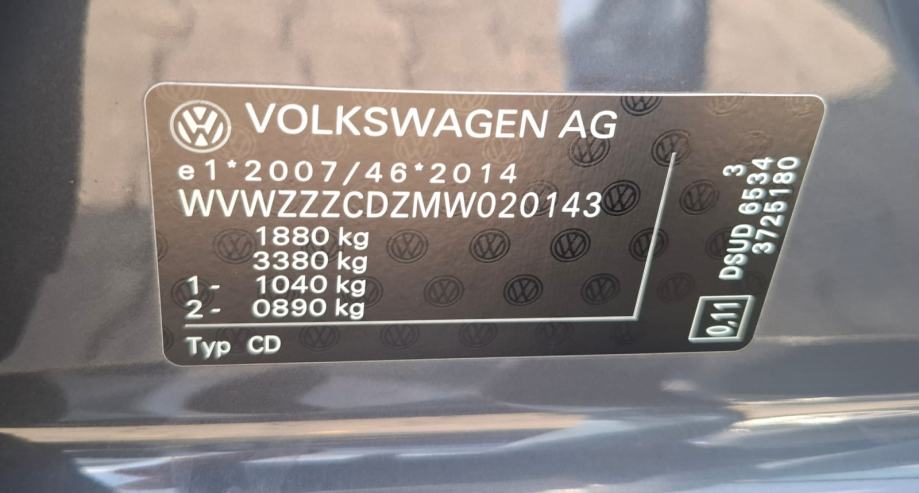 VOLKSWAGEN AG
e1*2007/46*2014
WVWZZZCDZMW020143
1880 kg
3380 kg
1 - 1040 kg
2 - 0890 kg
Typ CD
3
DSUD 6534
3725180
0,11